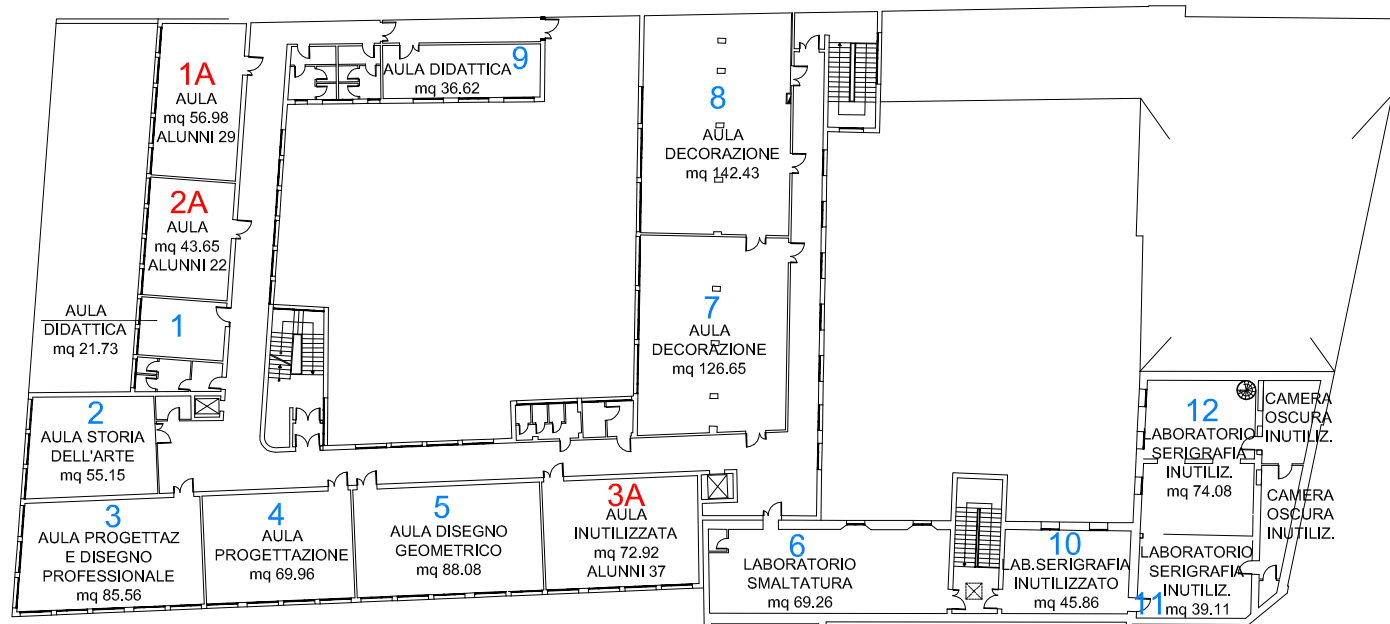 1A
AULA
mq 56.98
ALUNNI 29
2A
AULA
mq 43.65
ALUNNI 22
AULA
DIDATTICA
mq 21.73
1
2
AULA STORIA
DELL'ARTE
mq 55.15
3
AULA PROGETTAZ
E DISEGNO
PROFESSIONALE
mq 85.56
4
AULA
PROGETTAZIONE
mq 69.96
5
AULA DISEGNO
GEOMETRICO
mq 88.08
3A
AULA
INUTILIZZATA
mq 72.92
ALUNNI 37
9
AULA DIDATTICA
mq 36.62
8
AULA
DECORAZIONE
mq 142.43
7
AULA
DECORAZIONE
mq 126.65
6
LABORATORIO
SMALTATURA
mq 69.26
10
LAB.SERIGRAFIA
INUTILIZZATO
mq 45.86
12
LABORATORIO
SERIGRAFIA
INUTILIZ.
mq 74.08
CAMERA
OSCURA
INUTILIZ.
CAMERA
OSCURA
INUTILIZ.
LABORATORIO
SERIGRAFIA
INUTILIZ.
11
mq 39.11